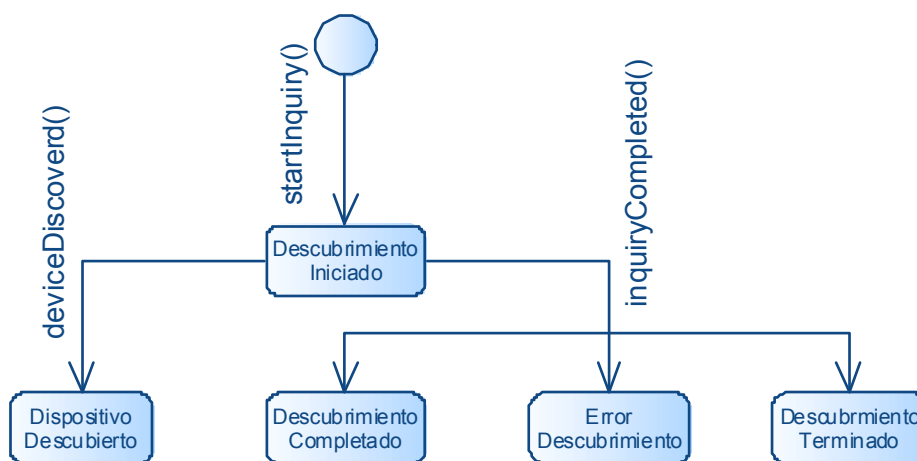 startInquiry()
deviceDiscoverd()
inquiryCompleted()
Descubrimiento
Iniciado
Dispositivo
Descubierto
Descubrimiento
Completado
Error
Descubrimiento
Descubrmiento
Terminado